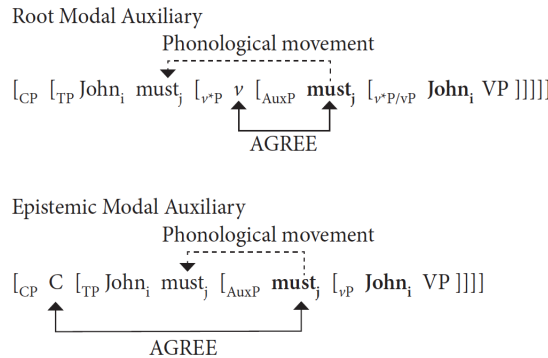 Root Modal Auxiliary
Phonological movement
[CP [TP Johni mustj [v*P v [AuxP mustj [v*P/vP Johni VP ]]]]]
AGREE
Epistemic Modal Auxiliary
Phonological movement
[CP C [TP Johni mustj [AuxP mustj [vP Johni VP ]]]]
AGREE